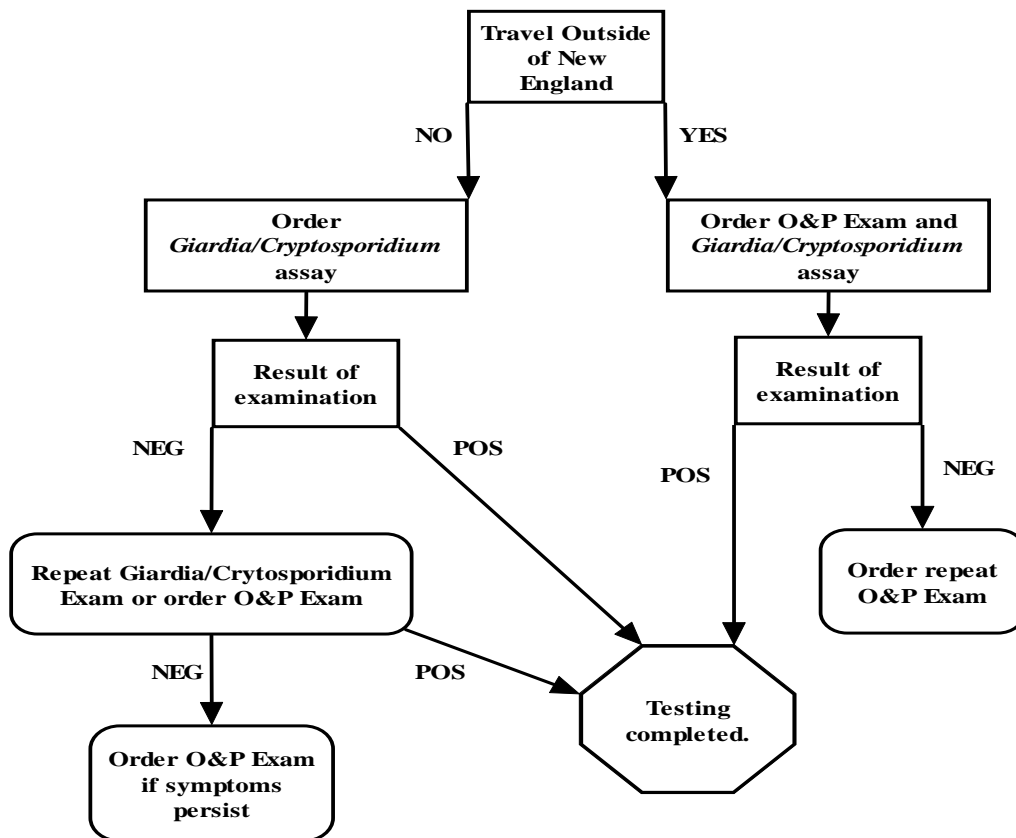 Travel Outside
of New
England
NO
YES
Order
Giardia/Cryptosporidium
assay
Order O&P Exam and
Giardia/Cryptosporidium
assay
Result of
examination
Result of
examination
NEG
POS
POS
NEG
Repeat Giardia/Crytosporidium
Exam or order O&P Exam
Order repeat
O&P Exam
NEG
POS
Testing
completed.
Order O&P Exam
if symptoms
persist